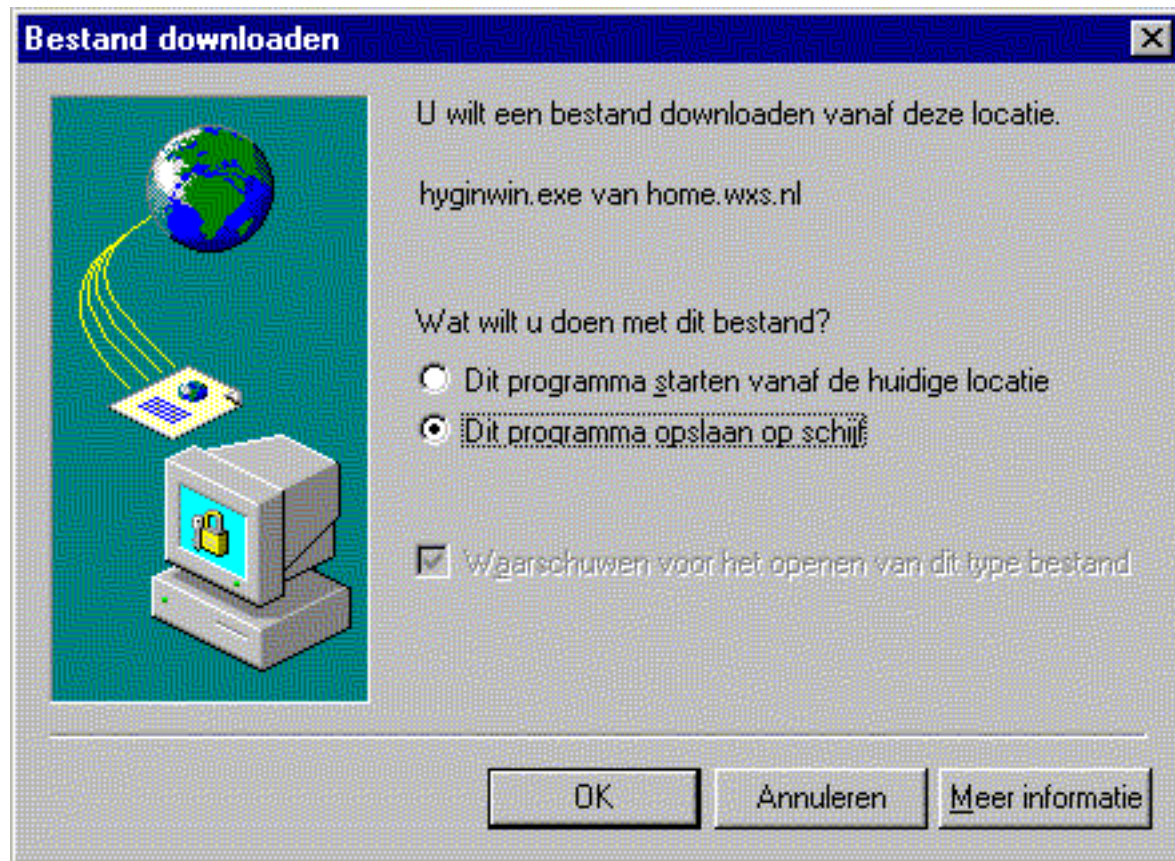 Bestand downloaden
U wilt een bestand downloaden vanaf deze locatie.
hyginwin.exe van home.wxs.nl
Wat wilt u doen met dit bestand?
Dit programma starten vanaf de huidige locatie
Dit programma opslaan op schijf
Waarschuwen voor het openen van dit type bestand
OK
Annuleren
Meer informatie